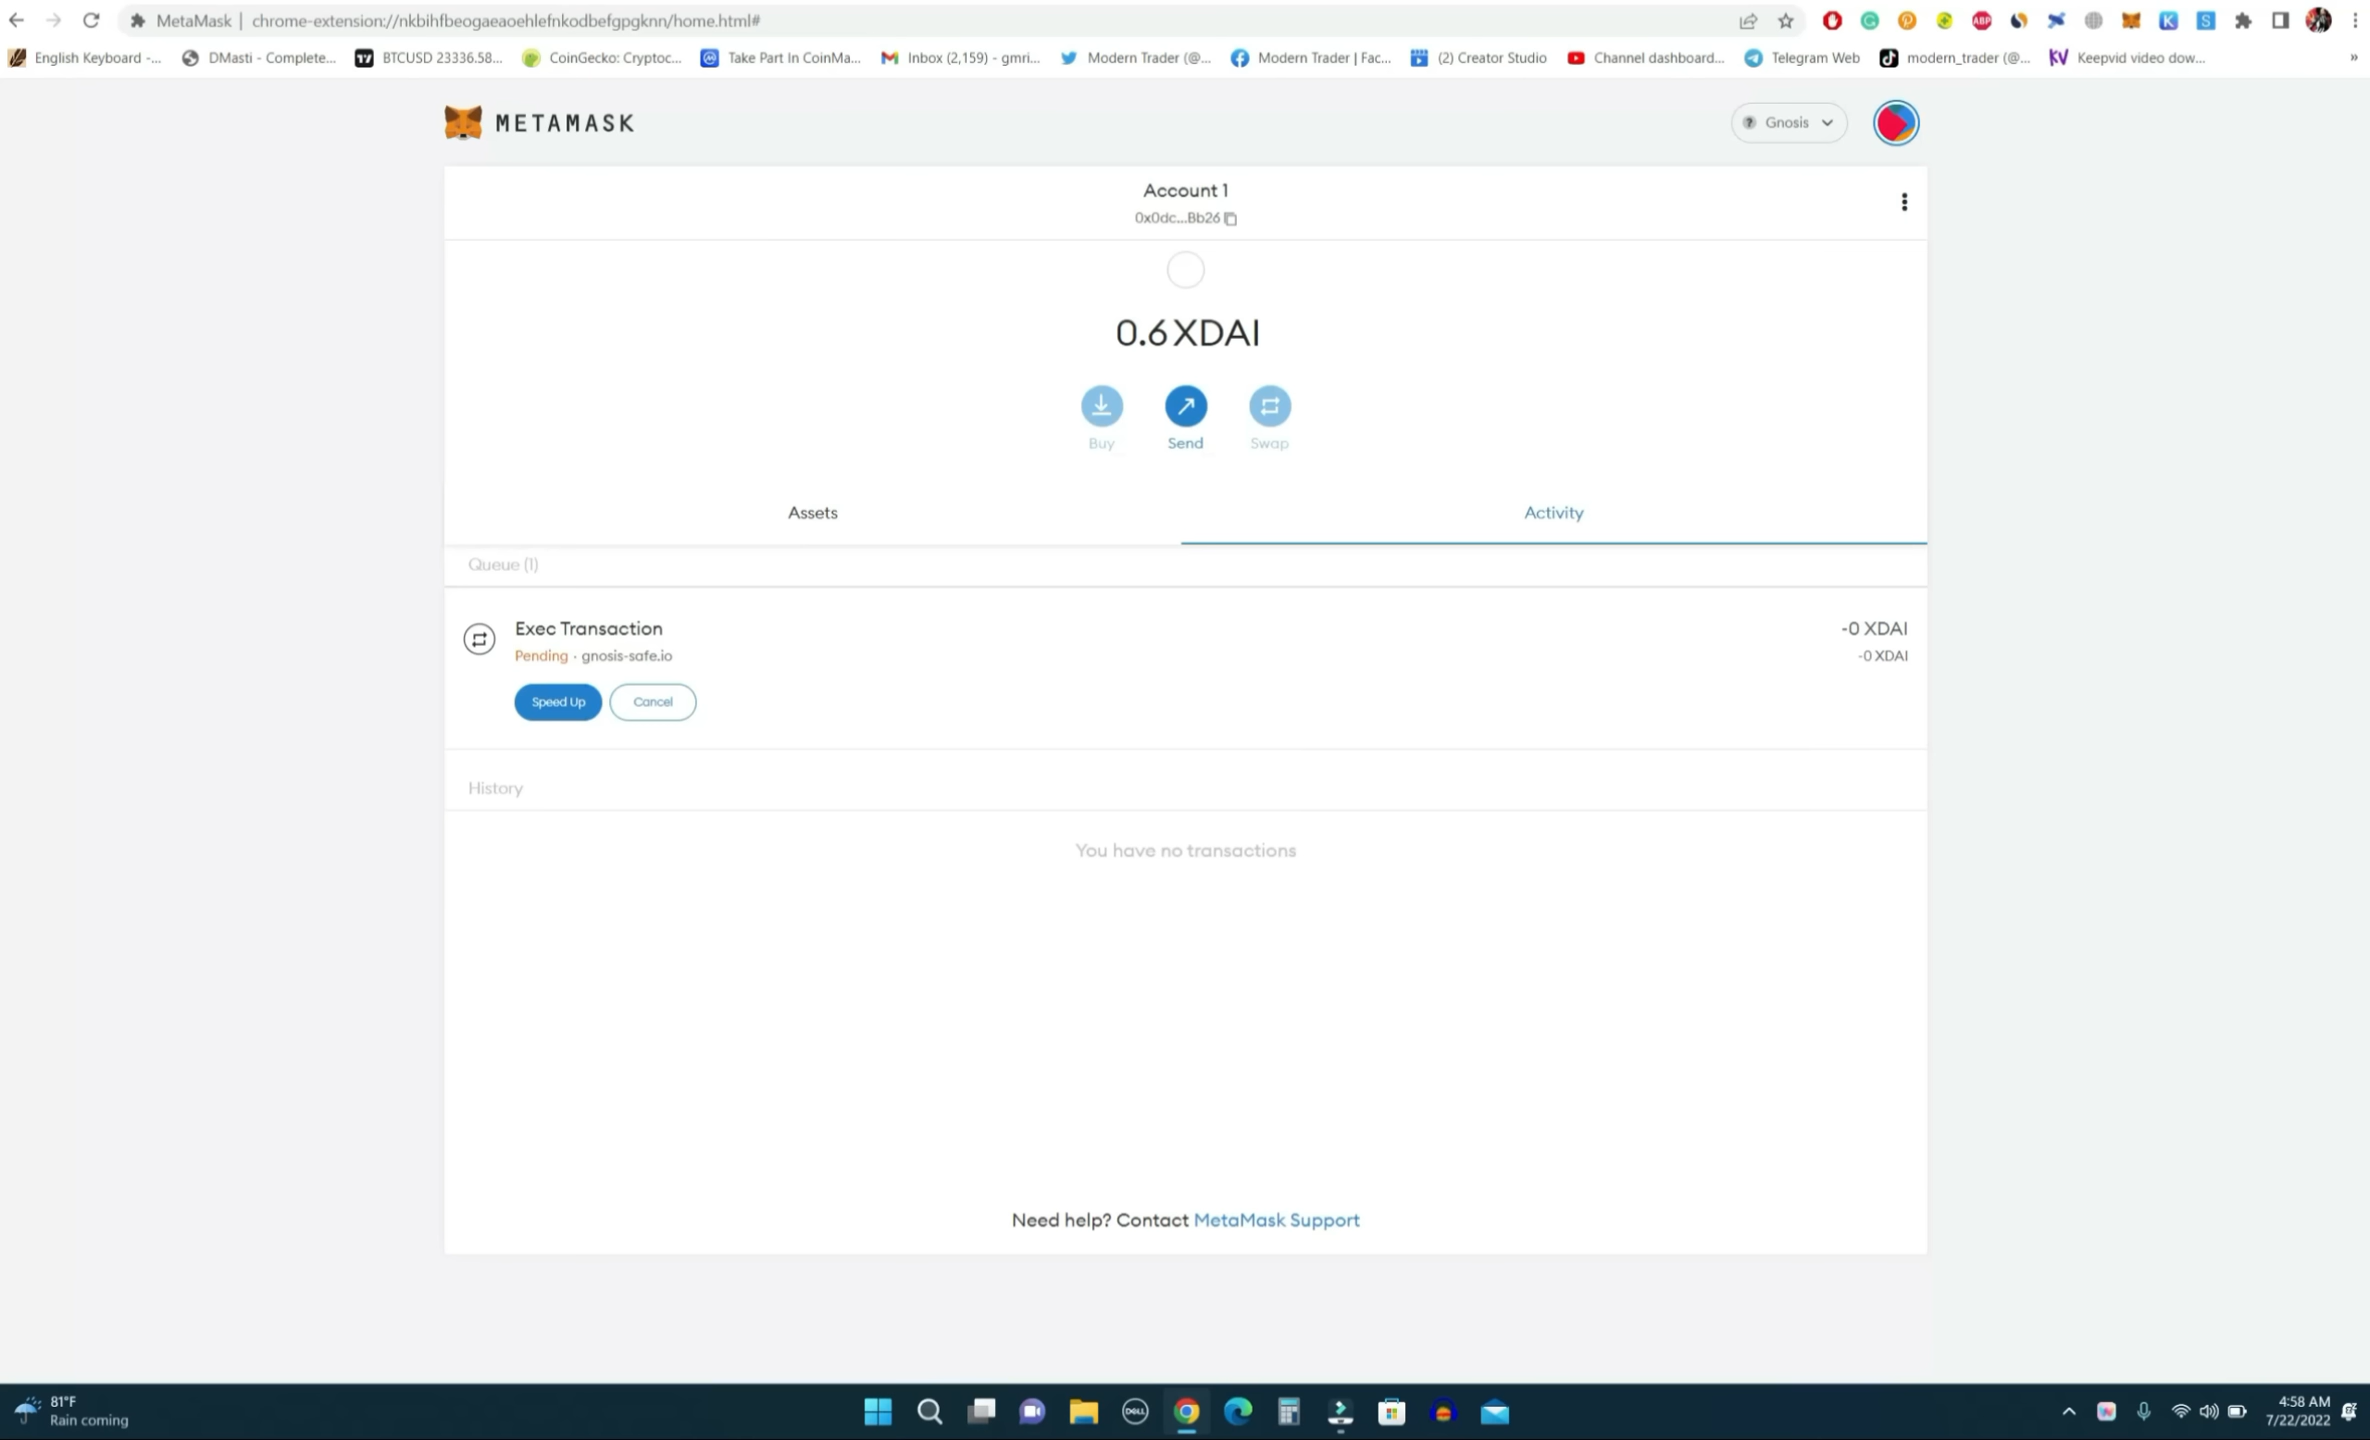 MetaMask | chrome-extension://nkbihfbeogaeaoehlefnkodbefgpgknn/home.html#
English Keyboard -... DMasti - Complete... BTCUSD 23336.58... CoinGecko: Cryptoc... Take Part In CoinMa... Inbox (2,159) - gmri... Modern Trader (@... Modern Trader | Fac... (2) Creator Studio Channel dashboard... Telegram Web modern_trader (@... Keepvid video dow... »
METAMASK
? Gnosis
Account 1
0x0dc...Bb26
0.6 XDAI
Buy Send Swap
Assets Activity
Queue (1)
Exec Transaction -0 XDAI
Pending · gnosis-safe.io -0 XDAI
Speed Up Cancel
History
You have no transactions
Need help? Contact MetaMask Support
81°F
Rain coming
DELL
4:58 AM
7/22/2022